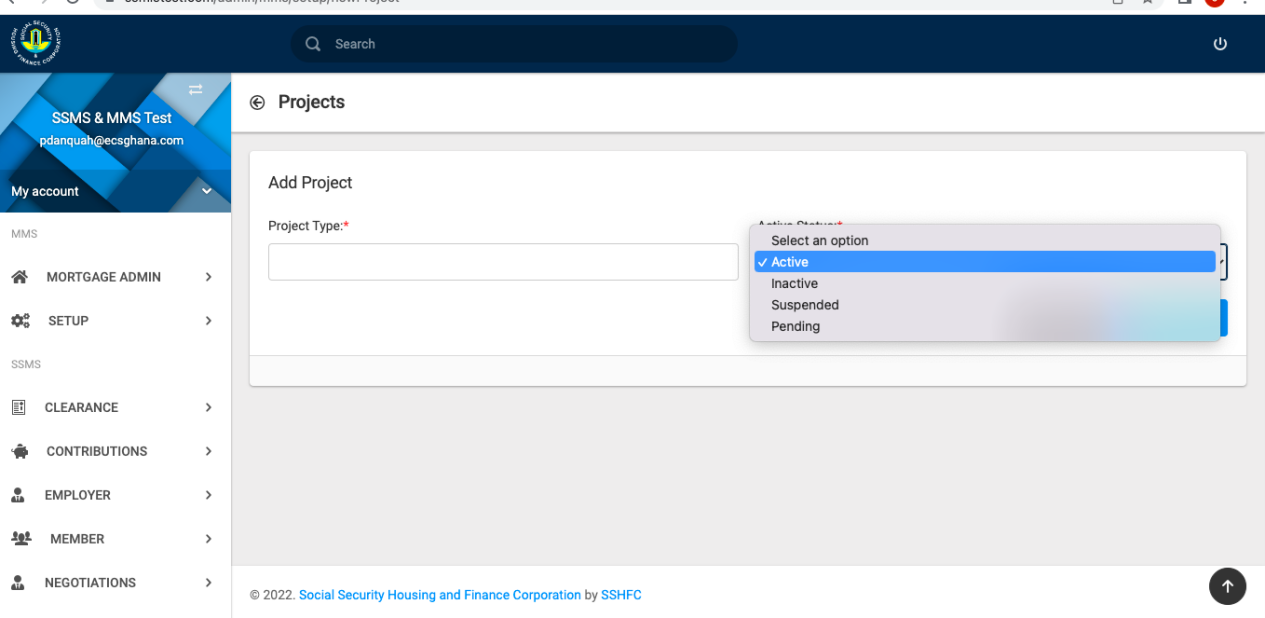 Search
SSMS & MMS Test
pdanquah@ecsghana.com
My account
MMS
MORTGAGE ADMIN
SETUP
SSMS
CLEARANCE
CONTRIBUTIONS
EMPLOYER
MEMBER
NEGOTIATIONS
Projects
Add Project
Project Type:*
Select an option
✓ Active
Inactive
Suspended
Pending
© 2022. Social Security Housing and Finance Corporation by SSHFC